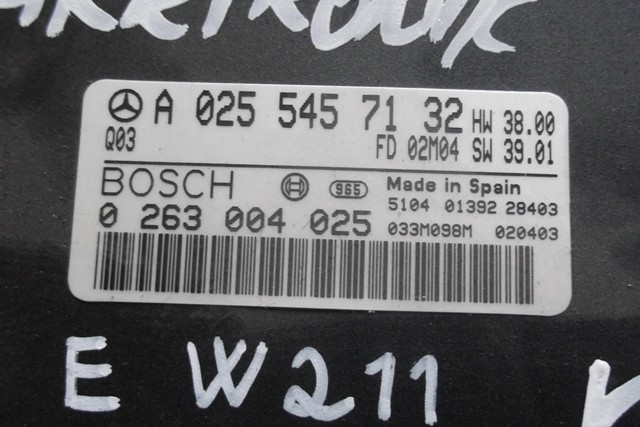 A 025 545 71 32 HW 38.00
Q03 FD 02M04 SW 39.01
BOSCH 965 Made in Spain
5104 01392 28403
0 263 004 025 033M098M 020403
E W211